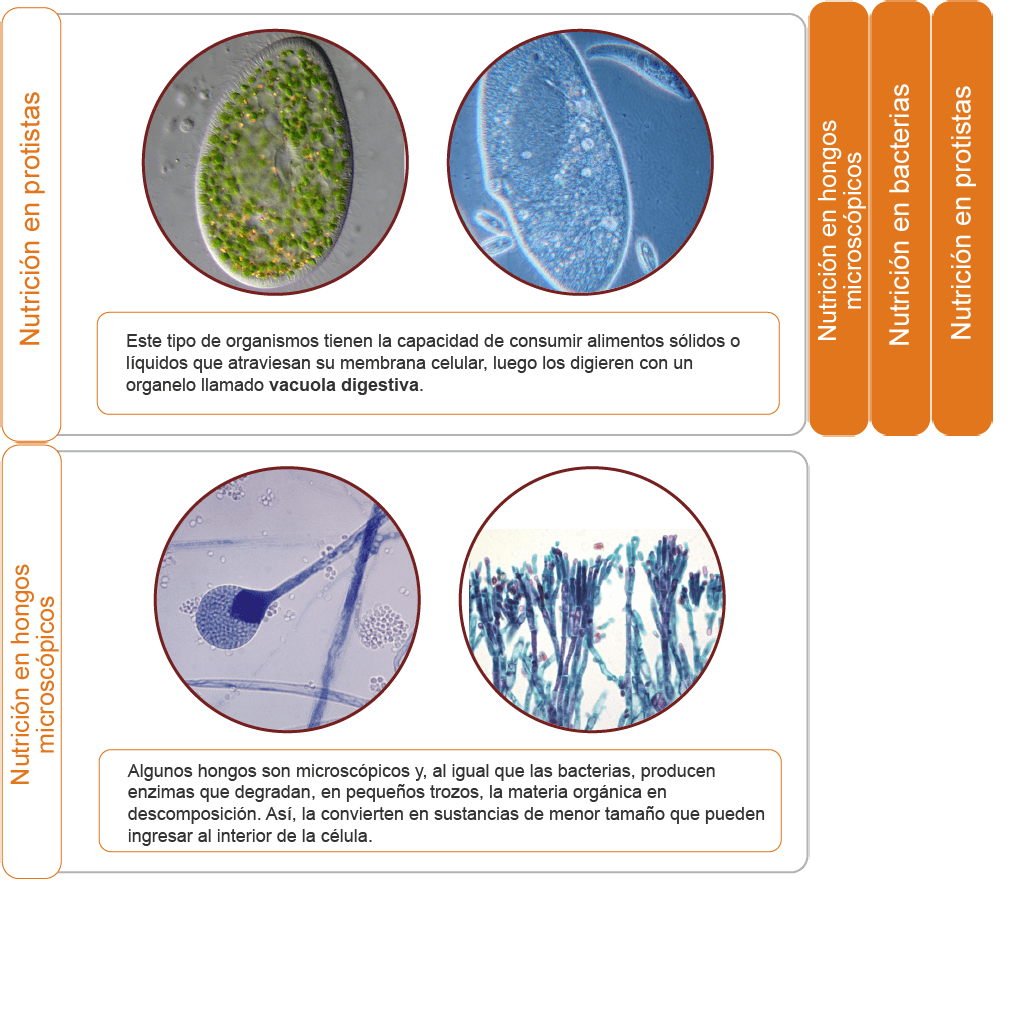 Nutrición en protistas
Este tipo de organismos tienen la capacidad de consumir alimentos sólidos o
líquidos que atraviesan su membrana celular, luego los digieren con un
organelo llamado vacuola digestiva.
Nutrición en hongos
microscópicos
Nutrición en bacterias
Nutrición en protistas
Nutrición en hongos
microscópicos
Algunos hongos son microscópicos y, al igual que las bacterias, producen
enzimas que degradan, en pequeños trozos, la materia orgánica en
descomposición. Así, la convierten en sustancias de menor tamaño que pueden
ingresar al interior de la célula.